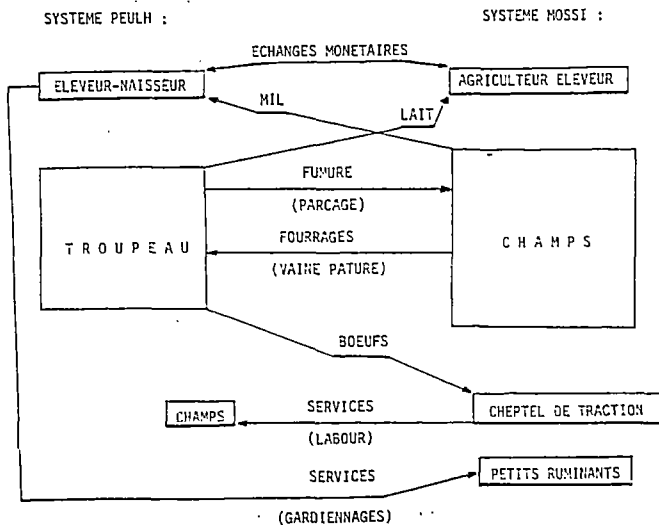 SYSTEME PEULH :
SYSTEME MOSSI :
ECHANGES MONETAIRES
ELEVEUR-NAISSEUR
AGRICULTEUR ELEVEUR
MIL
LAIT
FUMURE
(PARCAGE)
TROUPEAU
CHAMPS
FOURRAGES
(VAINE PATURE)
BOEUFS
CHAMPS
SERVICES
(LABOUR)
CHEPTEL DE TRACTION
SERVICES
PETITS RUMINANTS
(GARDIENNAGES)